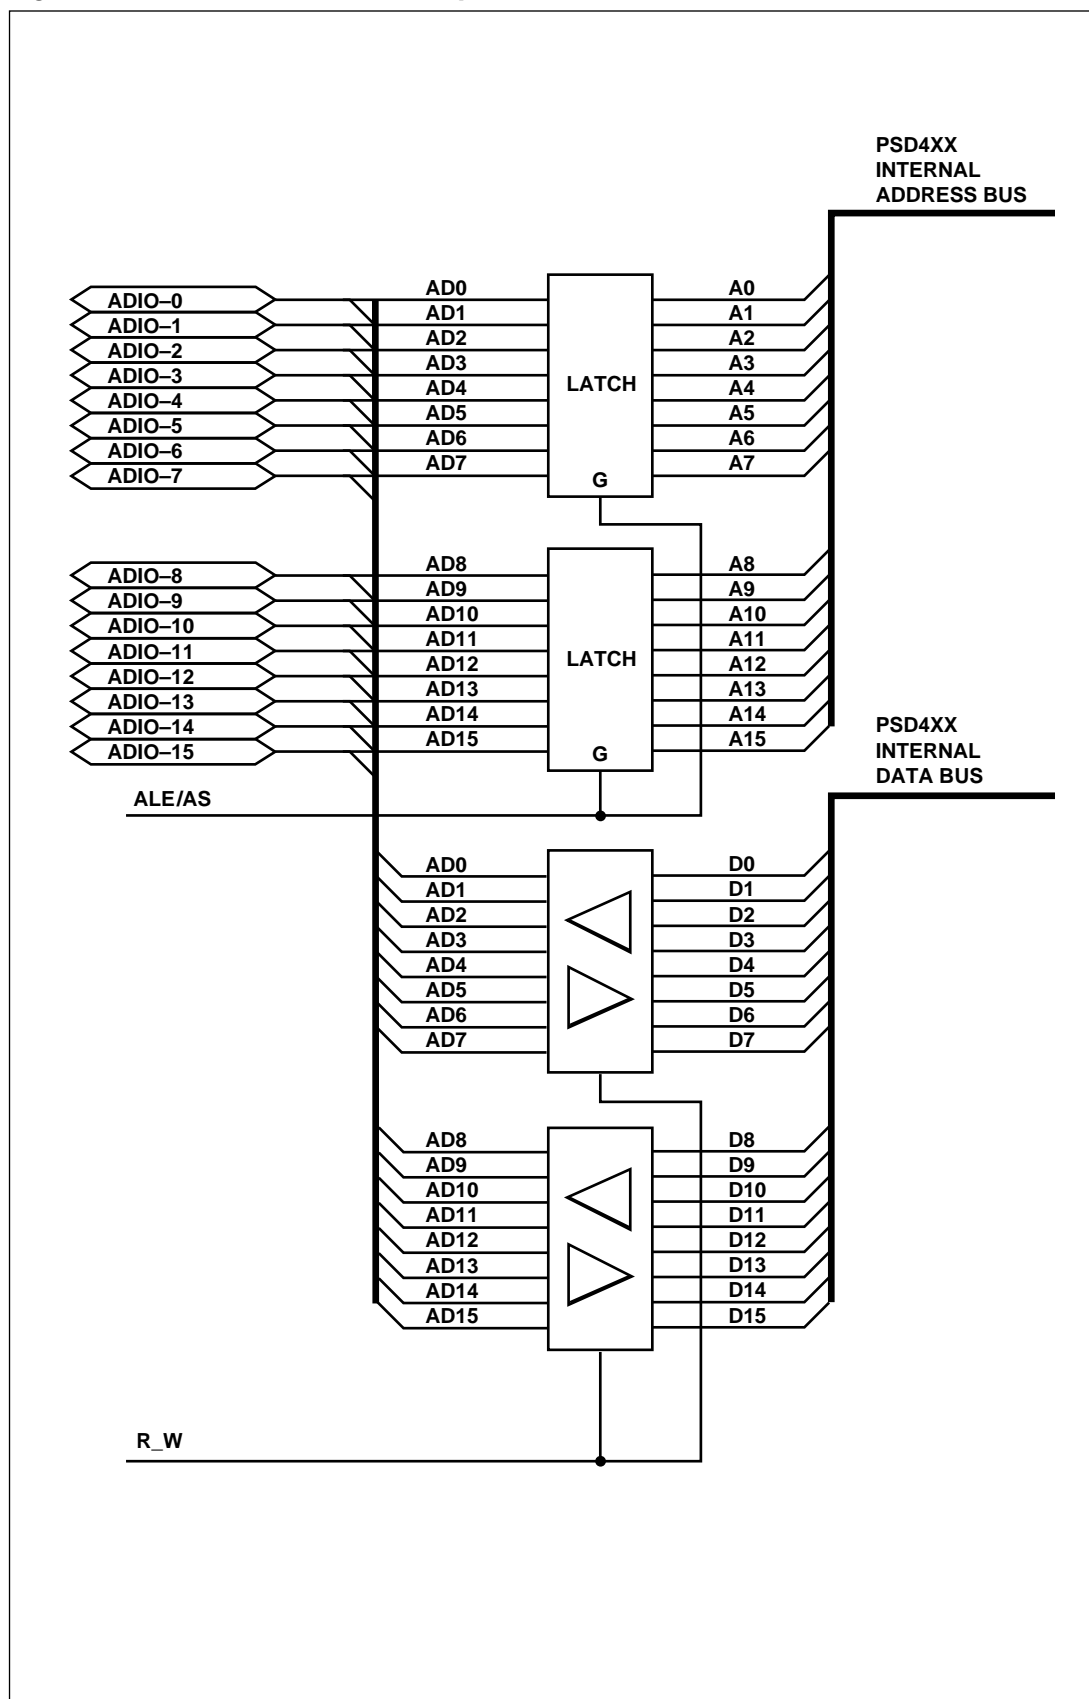 PSD4XX
INTERNAL
ADDRESS BUS
ADIO–0 AD0 A0
ADIO–1 AD1 A1
ADIO–2 AD2 A2
ADIO–3 AD3 A3
ADIO–4 AD4 LATCH A4
ADIO–5 AD5 A5
ADIO–6 AD6 A6
ADIO–7 AD7 A7
G
ADIO–8 AD8 A8
ADIO–9 AD9 A9
ADIO–10 AD10 A10
ADIO–11 AD11 A11
ADIO–12 AD12 LATCH A12
ADIO–13 AD13 A13
ADIO–14 AD14 A14
ADIO–15 AD15 G A15
PSD4XX
INTERNAL
DATA BUS
ALE/AS
AD0 D0
AD1 D1
AD2 D2
AD3 D3
AD4 D4
AD5 D5
AD6 D6
AD7 D7
AD8 D8
AD9 D9
AD10 D10
AD11 D11
AD12 D12
AD13 D13
AD14 D14
AD15 D15
R_W